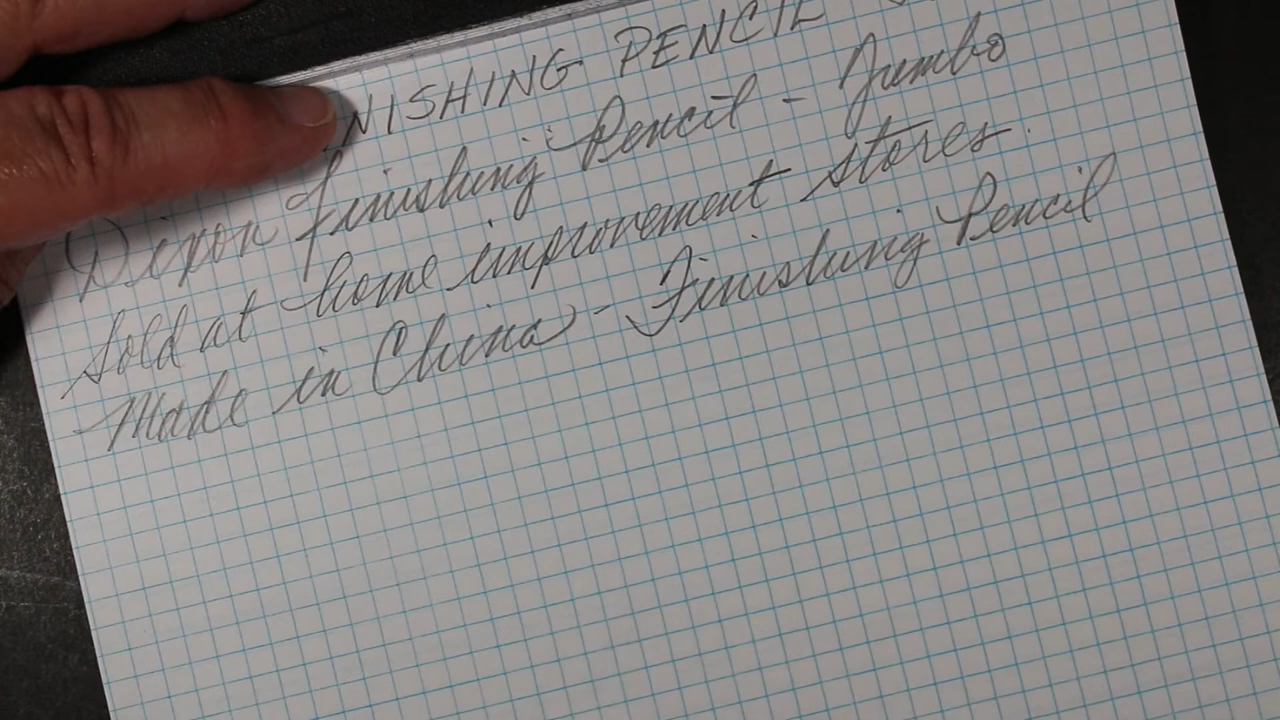 NISHING PENCIL
Dixon Finishing Pencil - Jumbo
Sold at home improvement stores.
Made in China - Finishing Pencil